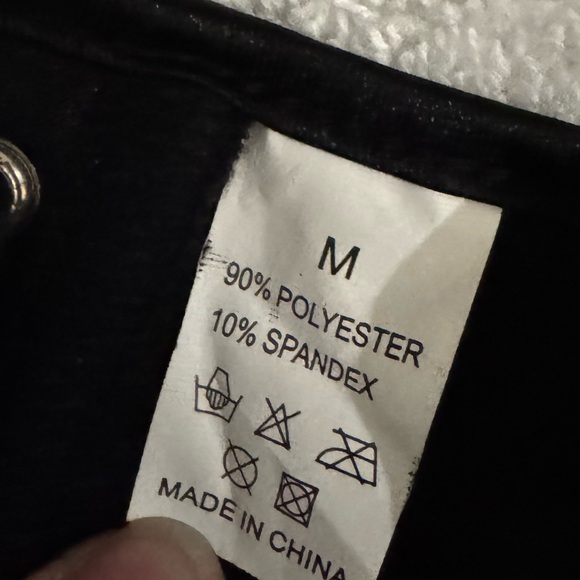 M
90% POLYESTER
10% SPANDEX
MADE IN CHINA